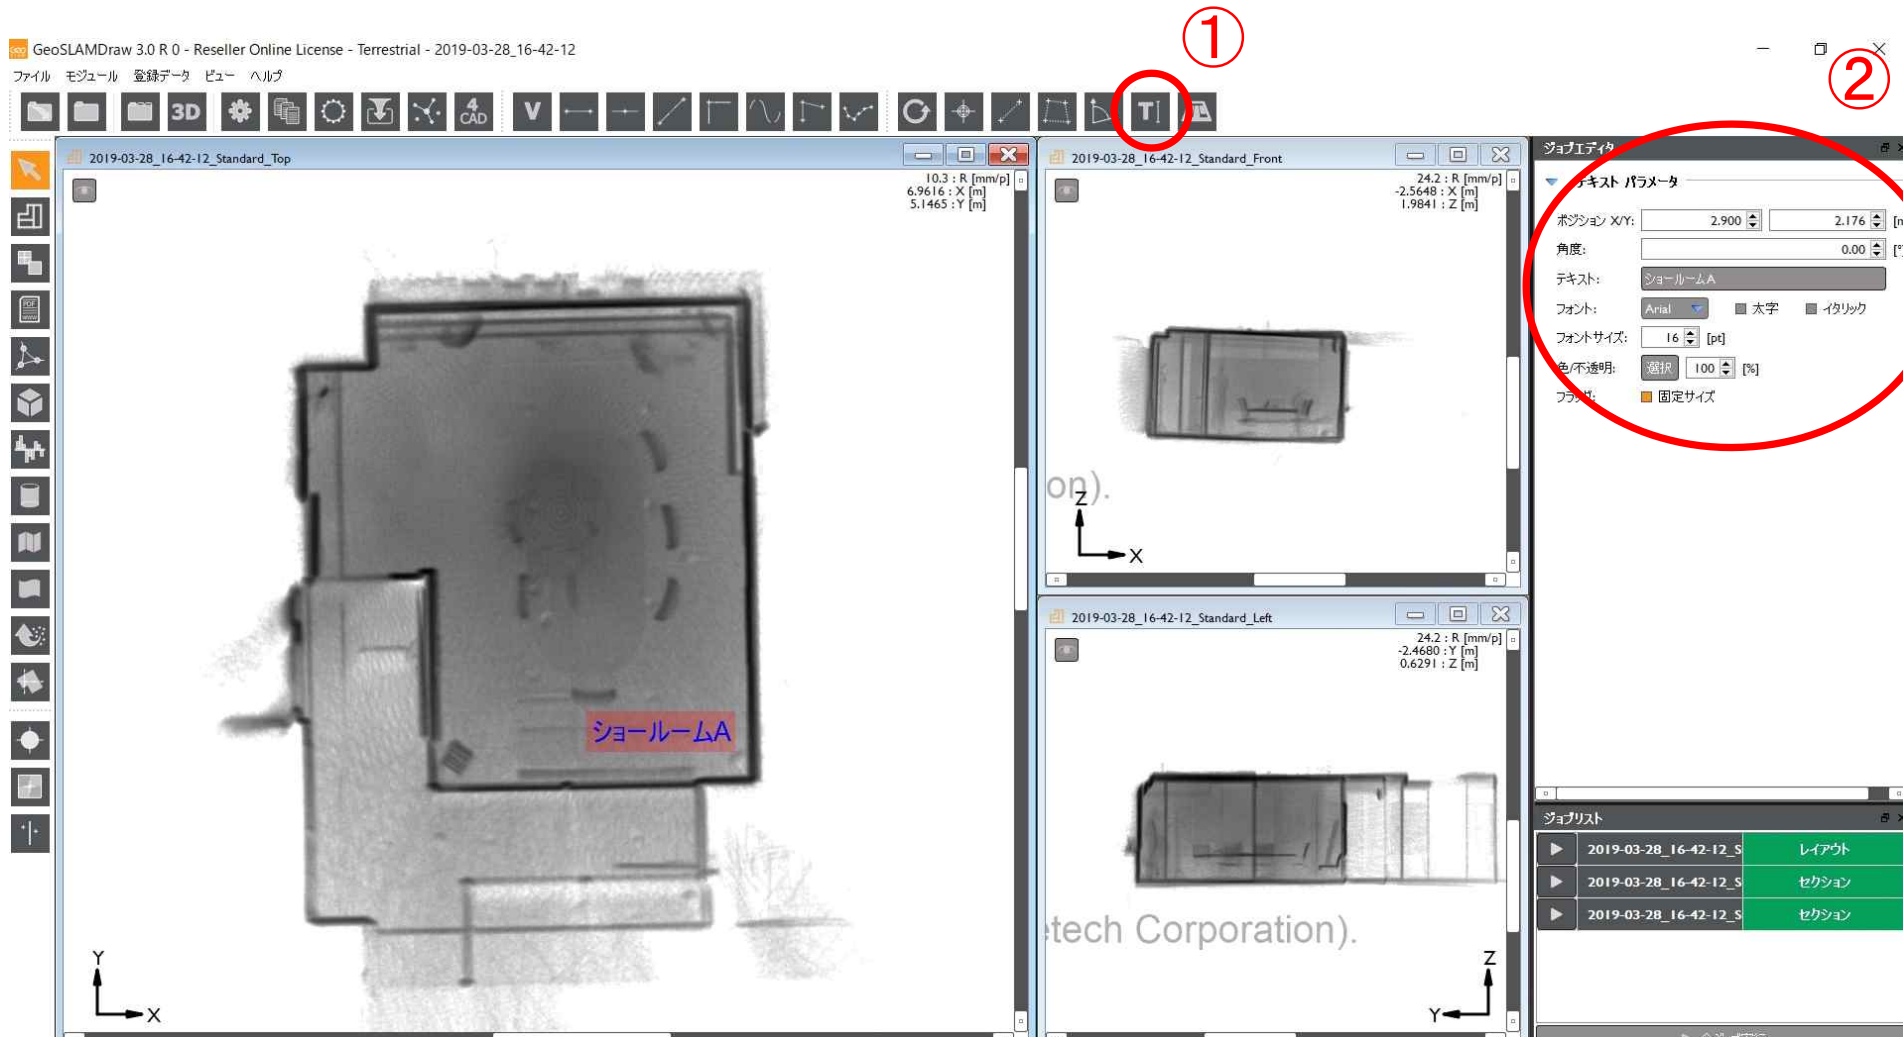 ①
GeoSLAMDraw 3.0 R 0 - Reseller Online License - Terrestrial - 2019-03-28_16-42-12
②
ファイル モジュール 登録データ ビュー ヘルプ
3D
4
CAD
V
T
2019-03-28_16-42-12_Standard_Top
10.3 : R [mm/p]
6.9616 : X [m]
5.1465 : Y [m]
ショールームA
Y
X
2019-03-28_16-42-12_Standard_Front
24.2 : R [mm/p]
-2.5648 : X [m]
1.9841 : Z [m]
on).
Z
X
2019-03-28_16-42-12_Standard_Left
24.2 : R [mm/p]
-2.4680 : Y [m]
0.6291 : Z [m]
etech Corporation).
Z
Y
ジョブエディタ
テキスト パラメータ
ポジション X/Y: 2.900 2.176
角度: 0.00
テキスト: ショールームA
フォント: Arial 太字 イタリック
フォントサイズ: 16 [pt]
色/不透明: 選択 100 [%]
フラグ: 固定サイズ
ジョブリスト
2019-03-28_16-42-12_S レイアウト
2019-03-28_16-42-12_S セクション
2019-03-28_16-42-12_S セクション
PDF